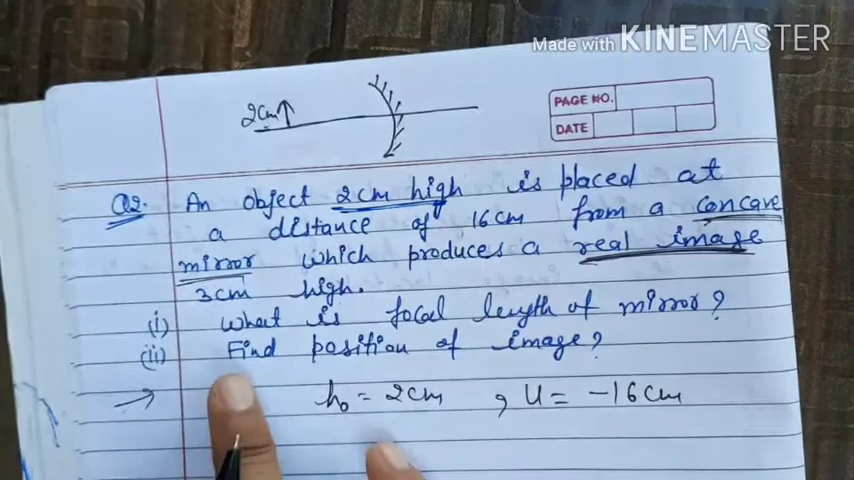 Made with KINEMASTER
2cm
PAGE NO.
DATE
Q2. An object 2cm high is placed at
a distance of 16cm from a concave
mirror which produces a real image
3cm high.
(i) What is focal length of mirror?
(ii) Find position of image?
→ ho = 2cm , U = -16cm